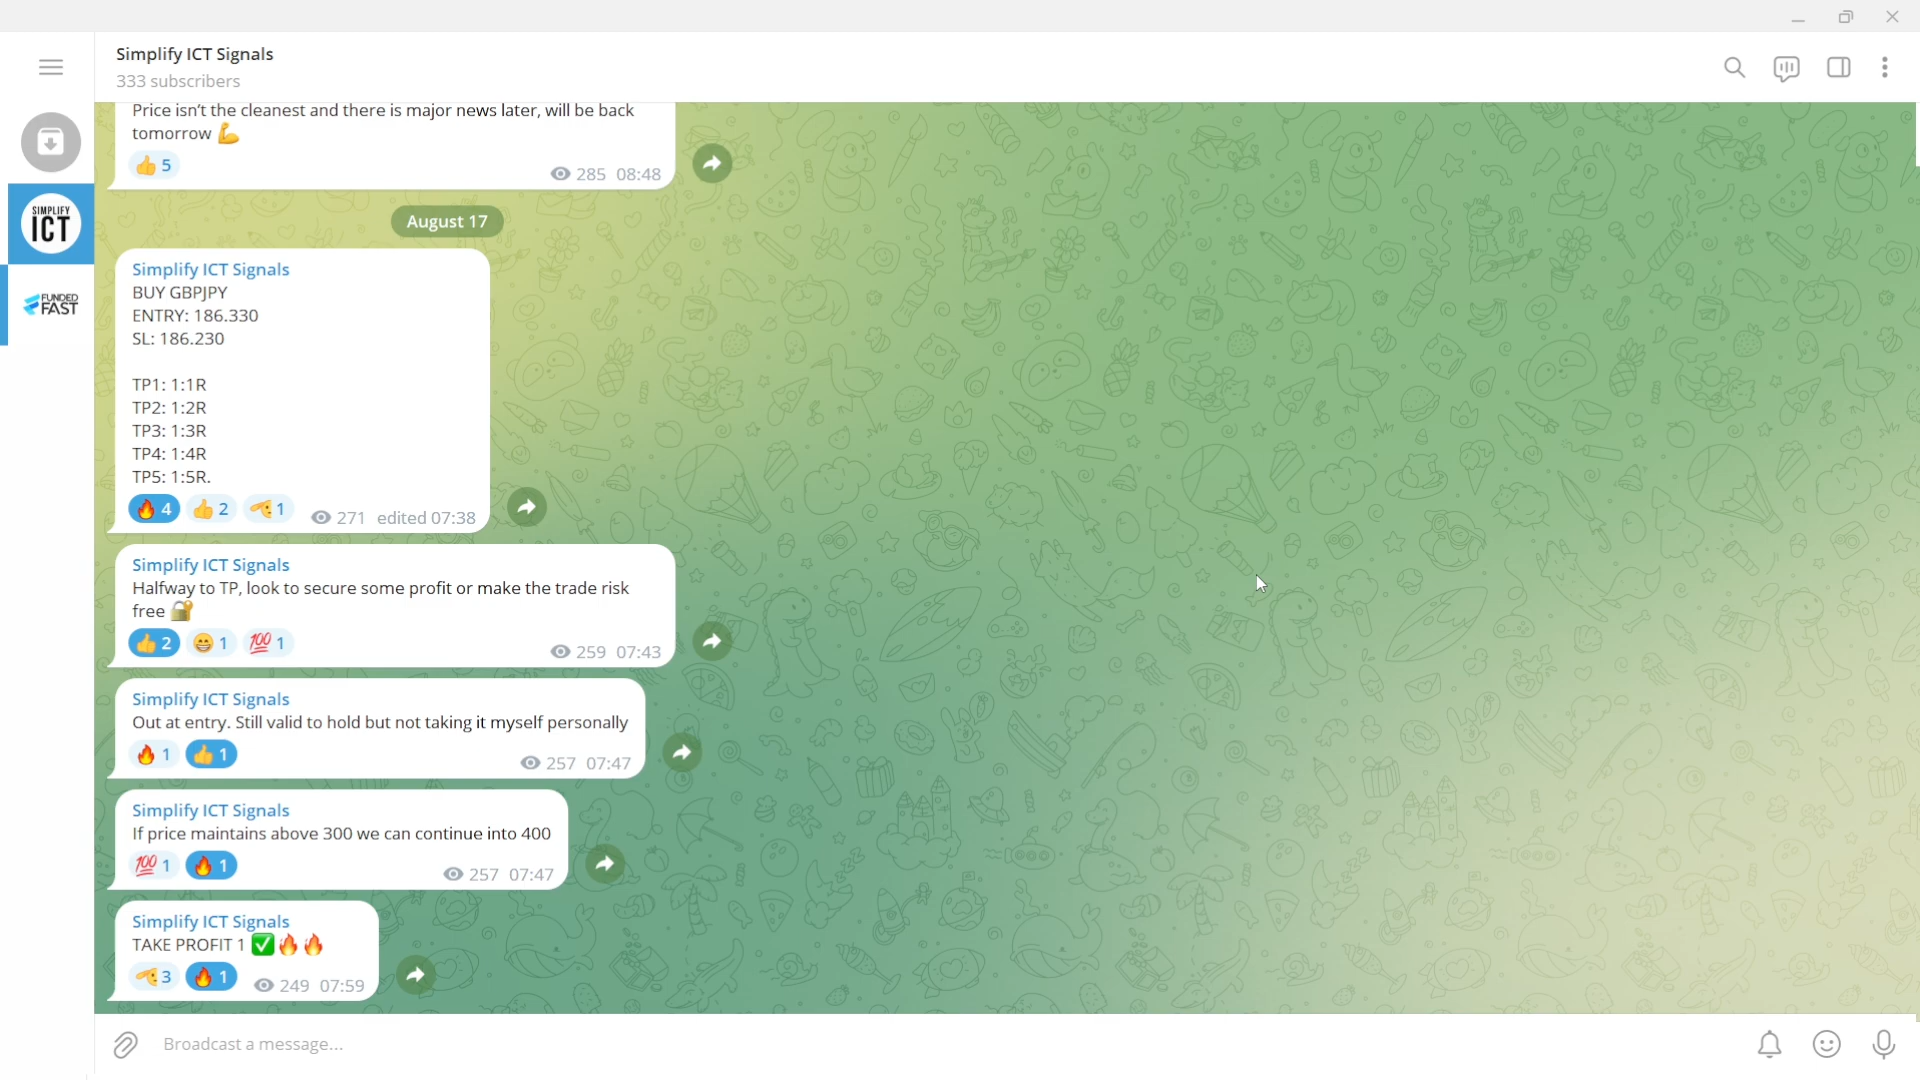 Simplify ICT Signals
333 subscribers
SIMPLIFY
ICT
FUNDED
FAST
Price isn't the cleanest and there is major news later, will be back
tomorrow 💪
👍 5
285 08:48
August 17
Simplify ICT Signals
BUY GBPJPY
ENTRY: 186.330
SL: 186.230
TP1: 1:1R
TP2: 1:2R
TP3: 1:3R
TP4: 1:4R
TP5: 1:5R.
🔥 4 👍 2 🫡 1 271 edited 07:38
Simplify ICT Signals
Halfway to TP, look to secure some profit or make the trade risk
free 🔐
👍 2 😁 1 💯 1 259 07:43
Simplify ICT Signals
Out at entry. Still valid to hold but not taking it myself personally
🔥 1 👍 1 257 07:47
Simplify ICT Signals
If price maintains above 300 we can continue into 400
💯 1 🔥 1 257 07:47
Simplify ICT Signals
TAKE PROFIT 1 ✅🔥🔥
🫡 3 🔥 1 249 07:59
Broadcast a message...